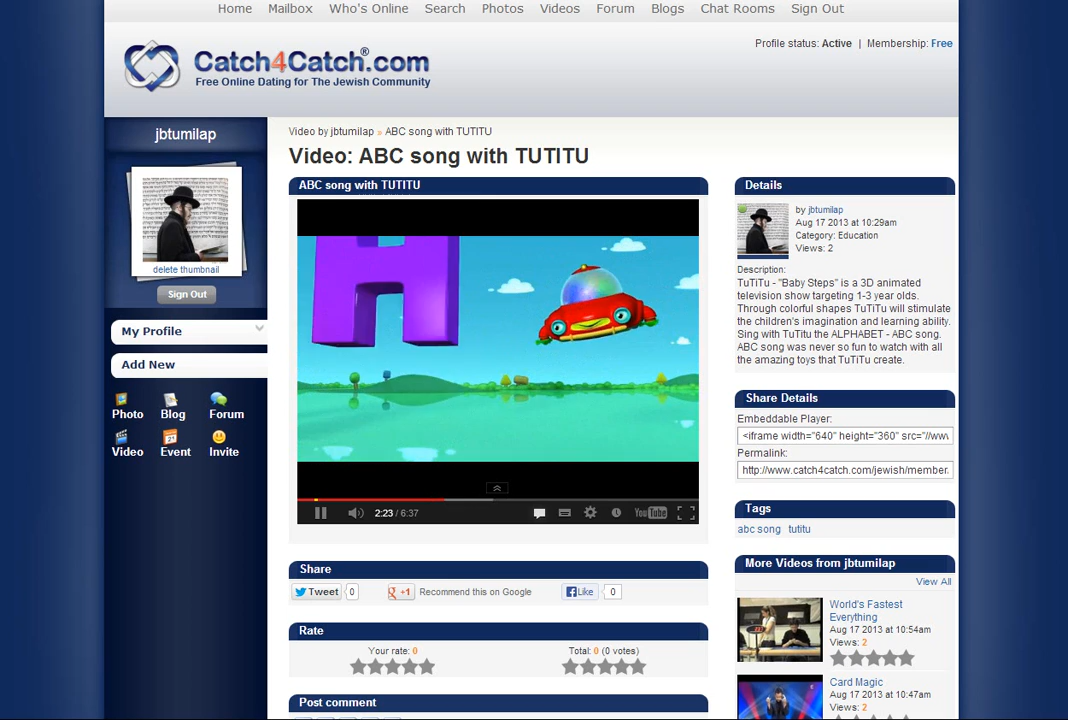 Home Mailbox Who's Online Search Photos Videos Forum Blogs Chat Rooms Sign Out
Profile status: Active | Membership: Free
Catch4Catch.com®
Free Online Dating for The Jewish Community
jbtumilap
delete thumbnail
Sign Out
My Profile
Add New
Photo Blog Forum
Video Event Invite
Video by jbtumilap » ABC song with TUTITU
Video: ABC song with TUTITU
ABC song with TUTITU
H
2:23 / 6:37
YouTube
Share
Tweet 0 g +1 Recommend this on Google Like 0
Rate
Your rate: 0 Total: 0 (0 votes)
Post comment
Details
by jbtumilap
Aug 17 2013 at 10:29am
Category: Education
Views: 2
Description:
TuTiTu - "Baby Steps" is a 3D animated
television show targeting 1-3 year olds.
Through colorful shapes TuTiTu will stimulate
the children's imagination and learning ability.
Sing with Tutitu the ALPHABET - ABC song.
ABC song was never so fun to watch with all
the amazing toys that TuTiTu create.
Share Details
Embeddable Player:
<iframe width="640" height="360" src="//www
Permalink:
http://www.catch4catch.com/jewish/member.
Tags
abc song tutitu
More Videos from jbtumilap
View All
World's Fastest
Everything
Aug 17 2013 at 10:54am
Views: 2
Card Magic
Aug 17 2013 at 10:47am
Views: 2